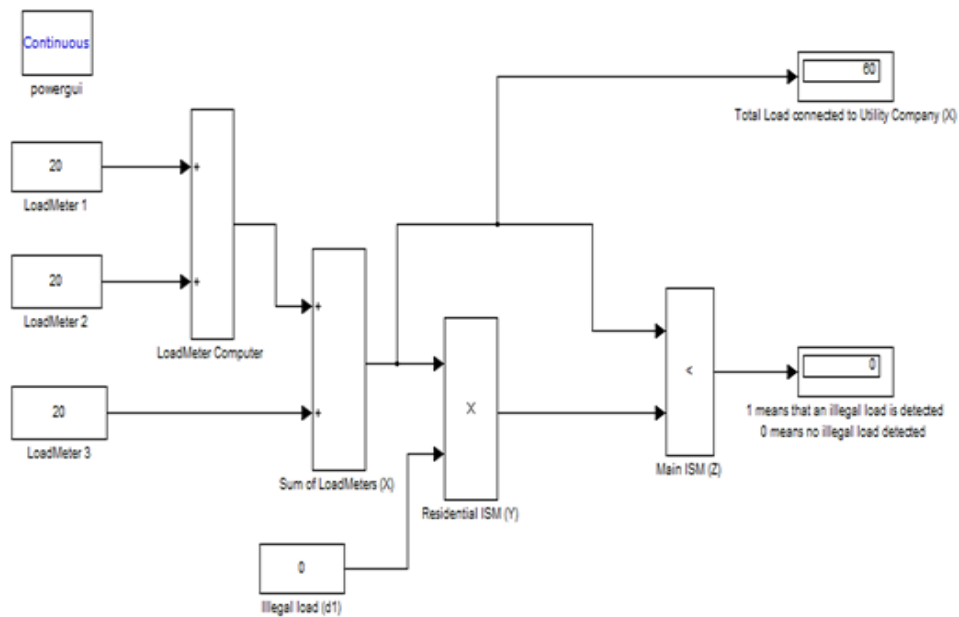 Continuous
powergui
60
Total Load connected to Utility Company (X)
20
LoadMeter 1
+
+
20
LoadMeter 2
LoadMeter Computer
+
+
20
LoadMeter 3
Sum of LoadMeters (X)
X
Residential ISM (Y)
<
Main ISM (Z)
0
1 means that an illegal load is detected
0 means no illegal load detected
0
Illegal load (d1)